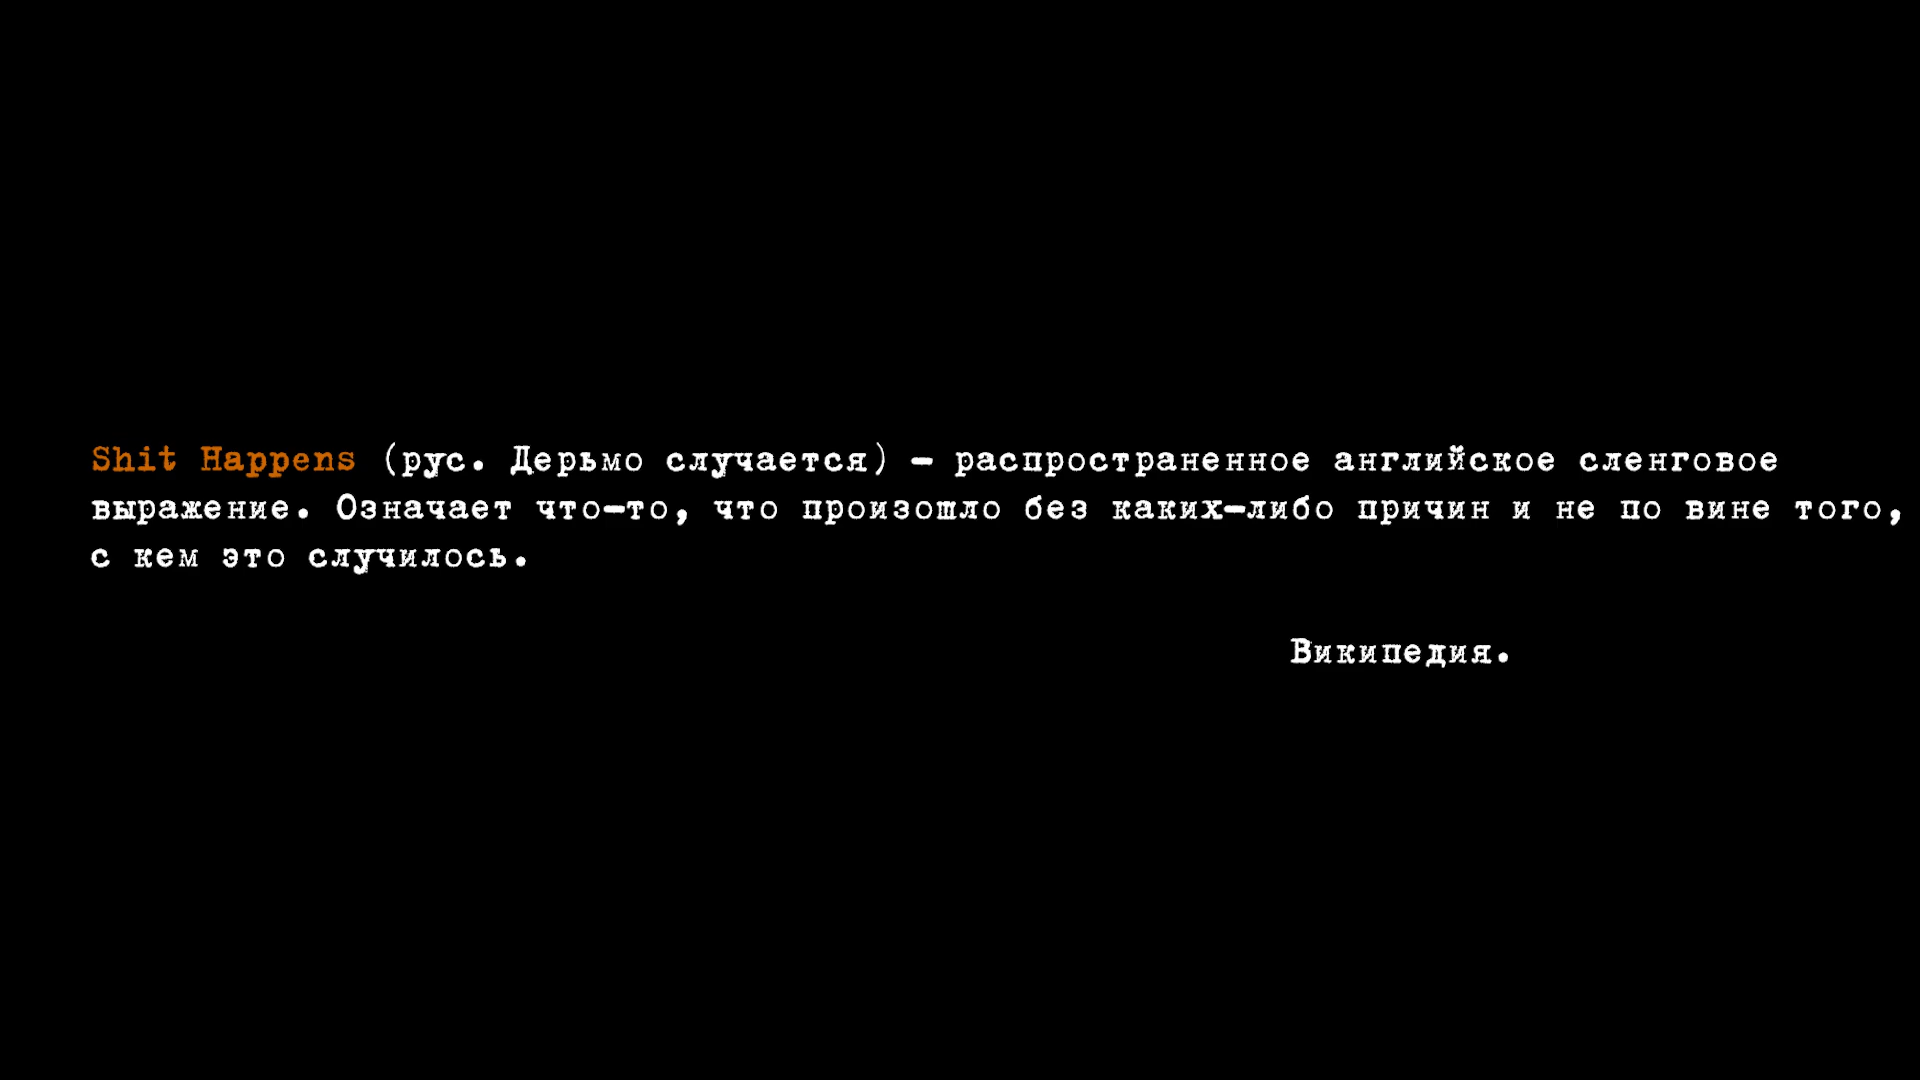 Shit Happens (рус. Дерьмо случается) - распространенное английское сленговое
выражение. Означает что-то, что произошло без каких-либо причин и не по вине того,
с кем это случилось.
Википедия.